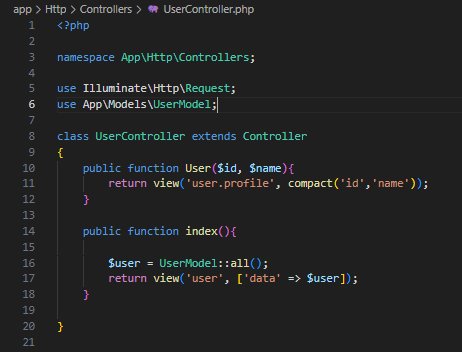 app > Http > Controllers > UserController.php
1 <?php
2
3 namespace App\Http\Controllers;
4
5 use Illuminate\Http\Request;
6 use App\Models\UserModel;
7
8 class UserController extends Controller
9 {
10     public function User($id, $name){
11         return view('user.profile', compact('id','name'));
12     }
13
14     public function index(){
15
16         $user = UserModel::all();
17         return view('user', ['data' => $user]);
18     }
19
20 }
21